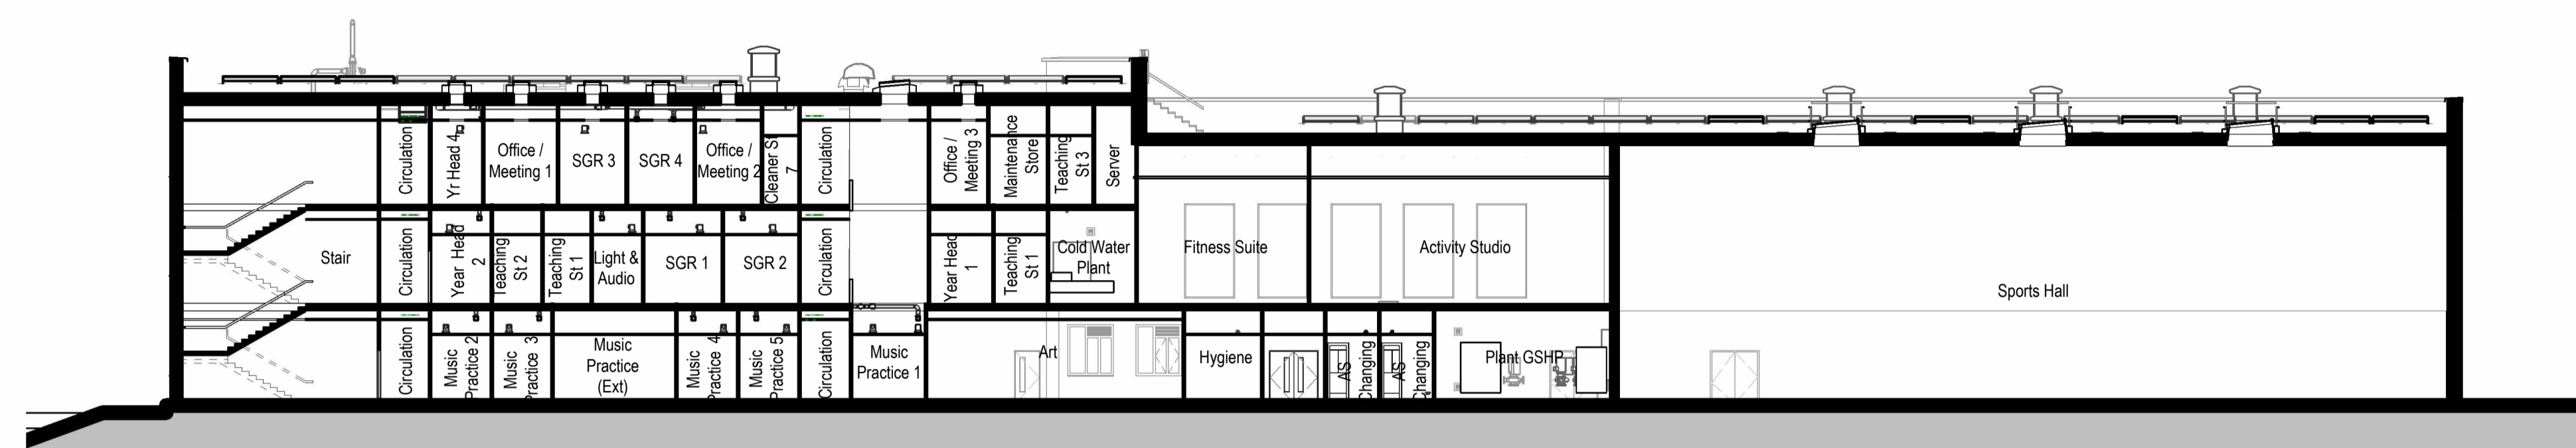 Circulation
Yr Head 4
Office /
Meeting 1
SGR 3
SGR 4
Office /
Meeting 2
Cleaner St
7
Circulation
Office /
Meeting 3
Maintenance
Store
Teaching
St 3
Server
Stair
Circulation
Year Head
2
Teaching
St 2
Teaching
St 1
Light &
Audio
SGR 1
SGR 2
Circulation
Year Head
1
Teaching
St 1
Cold Water
Plant
Fitness Suite
Activity Studio
Sports Hall
Circulation
Music
Practice 2
Music
Practice 3
Music
Practice
(Ext)
Music
Practice 4
Music
Practice 5
Circulation
Music
Practice 1
Art
Hygiene
AS
Changing
AS
Changing
Plant GSHP